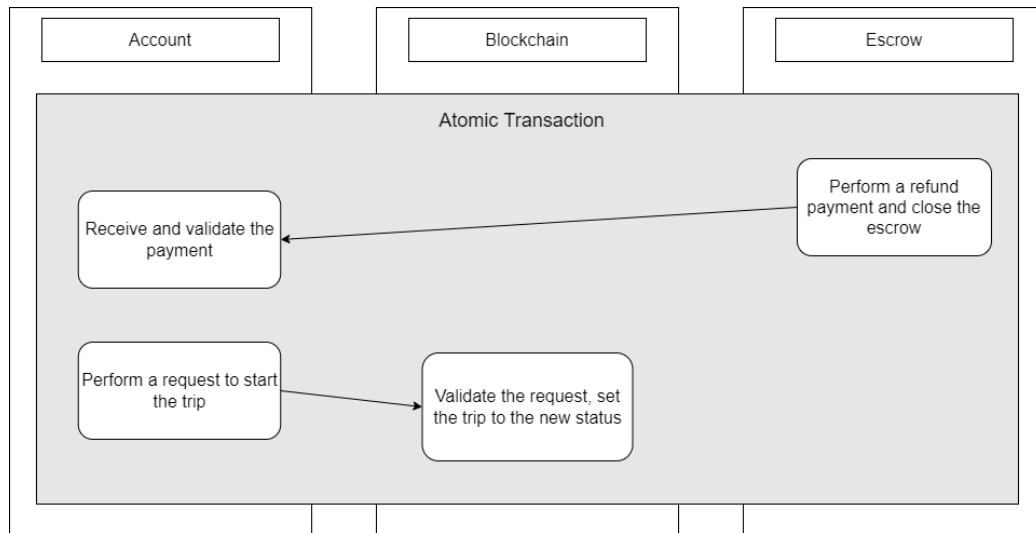 Account
Blockchain
Escrow
Atomic Transaction
Perform a refund
payment and close the
escrow
Receive and validate the
payment
Perform a request to start
the trip
Validate the request, set
the trip to the new status